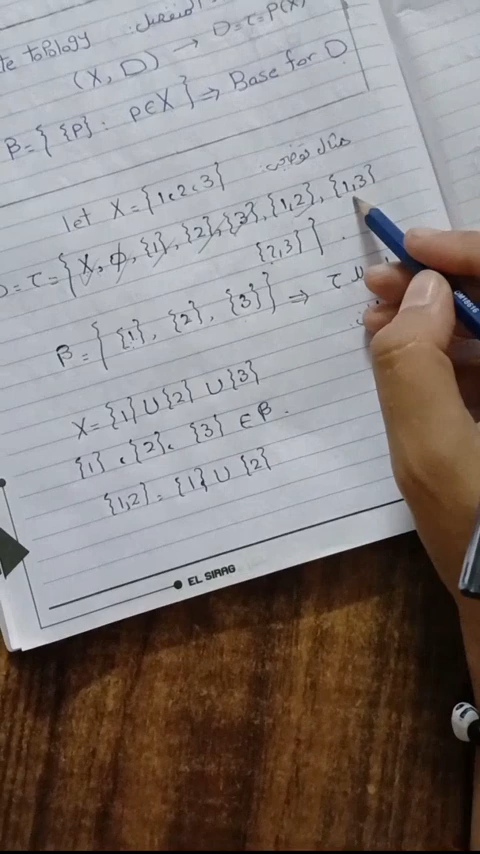 topology
(X, D) → D = τ = P(X)
β = { {P} : P ∈ X } ⇒ Base for D
let X = {1, 2, 3}
D = τ = { X, ϕ, {1}, {2}, {3}, {1,2}, {1,3}
{2,3} }
β = { {1}, {2}, {3} } ⇒ τ
X = {1} ∪ {2} ∪ {3}
{1}, {2}, {3} ∈ β.
{1,2} = {1} ∪ {2}
EL SIRAG